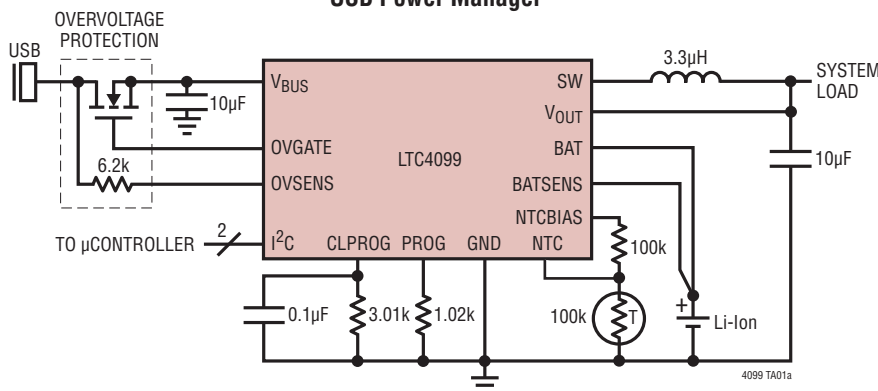 USB Power Manager
OVERVOLTAGE
PROTECTION
USB
VBUS
10µF
OVGATE
6.2k
OVSENS
TO µCONTROLLER
2
I2C
CLPROG
PROG
GND
NTC
LTC4099
SW
VOUT
BAT
BATSENS
NTCBIAS
3.3µH
SYSTEM
LOAD
10µF
100k
0.1µF
3.01k
1.02k
100k
T
+
Li-Ion
4099 TA01a